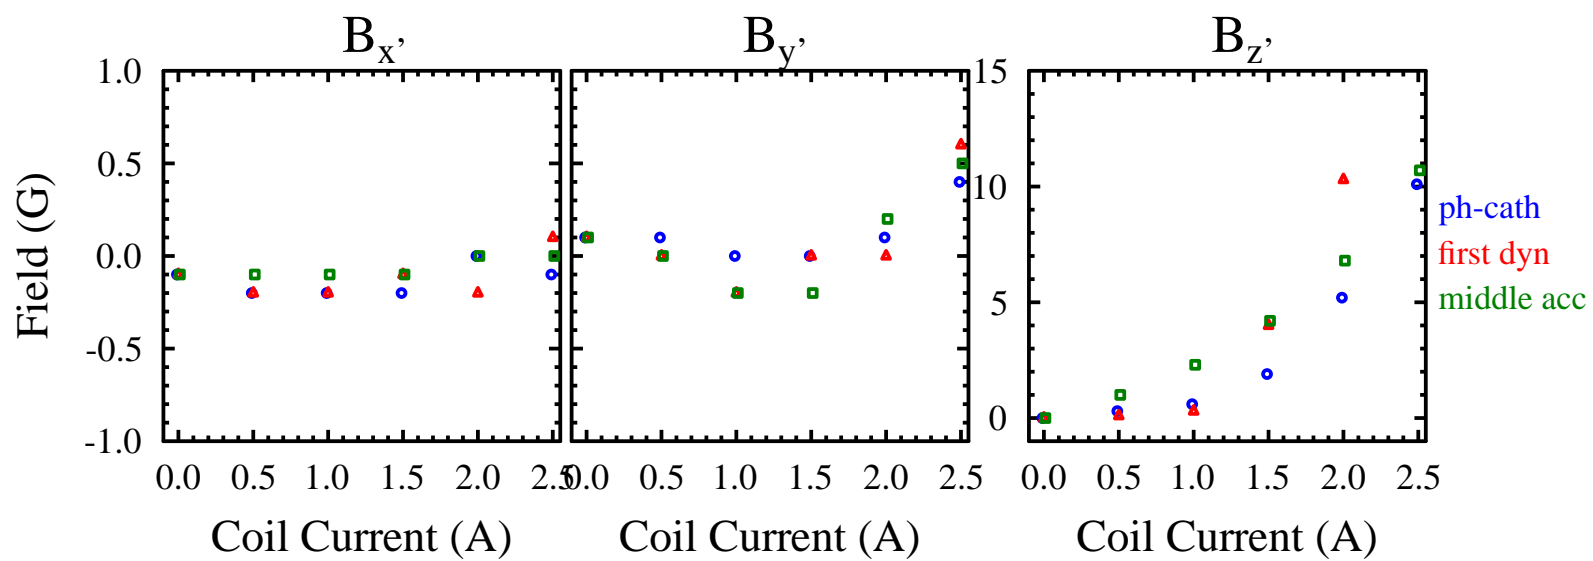 B_x’ B_y’ B_z’
1.0 15
0.5 10
0.0 5
-0.5 0
-1.0
Field (G)
0.0 0.5 1.0 1.5 2.0 2.5 0.0 0.5 1.0 1.5 2.0 2.5 0.0 0.5 1.0 1.5 2.0 2.5
Coil Current (A) Coil Current (A) Coil Current (A)
ph-cath
first dyn
middle acc